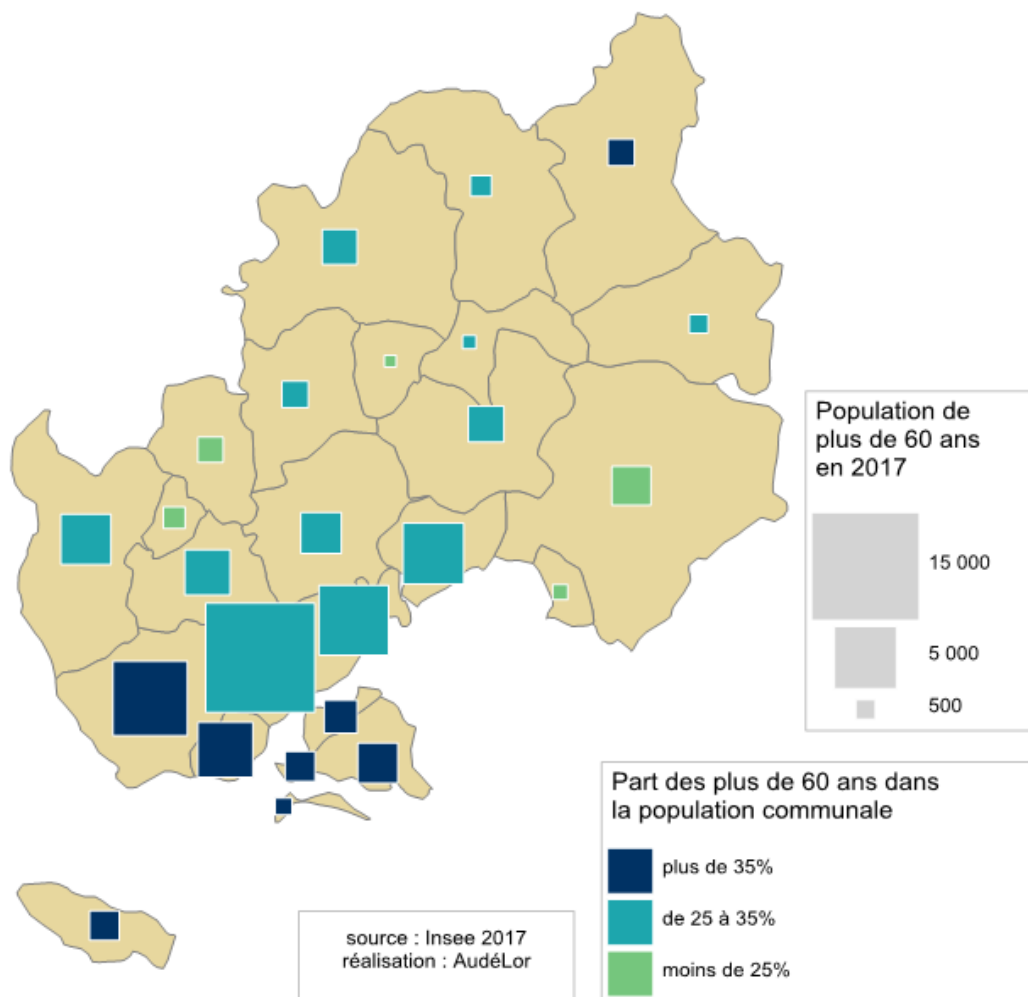 Population de
plus de 60 ans
en 2017
15 000
5 000
500
Part des plus de 60 ans dans
la population communale
plus de 35%
de 25 à 35%
moins de 25%
source : Insee 2017
réalisation : AudéLor